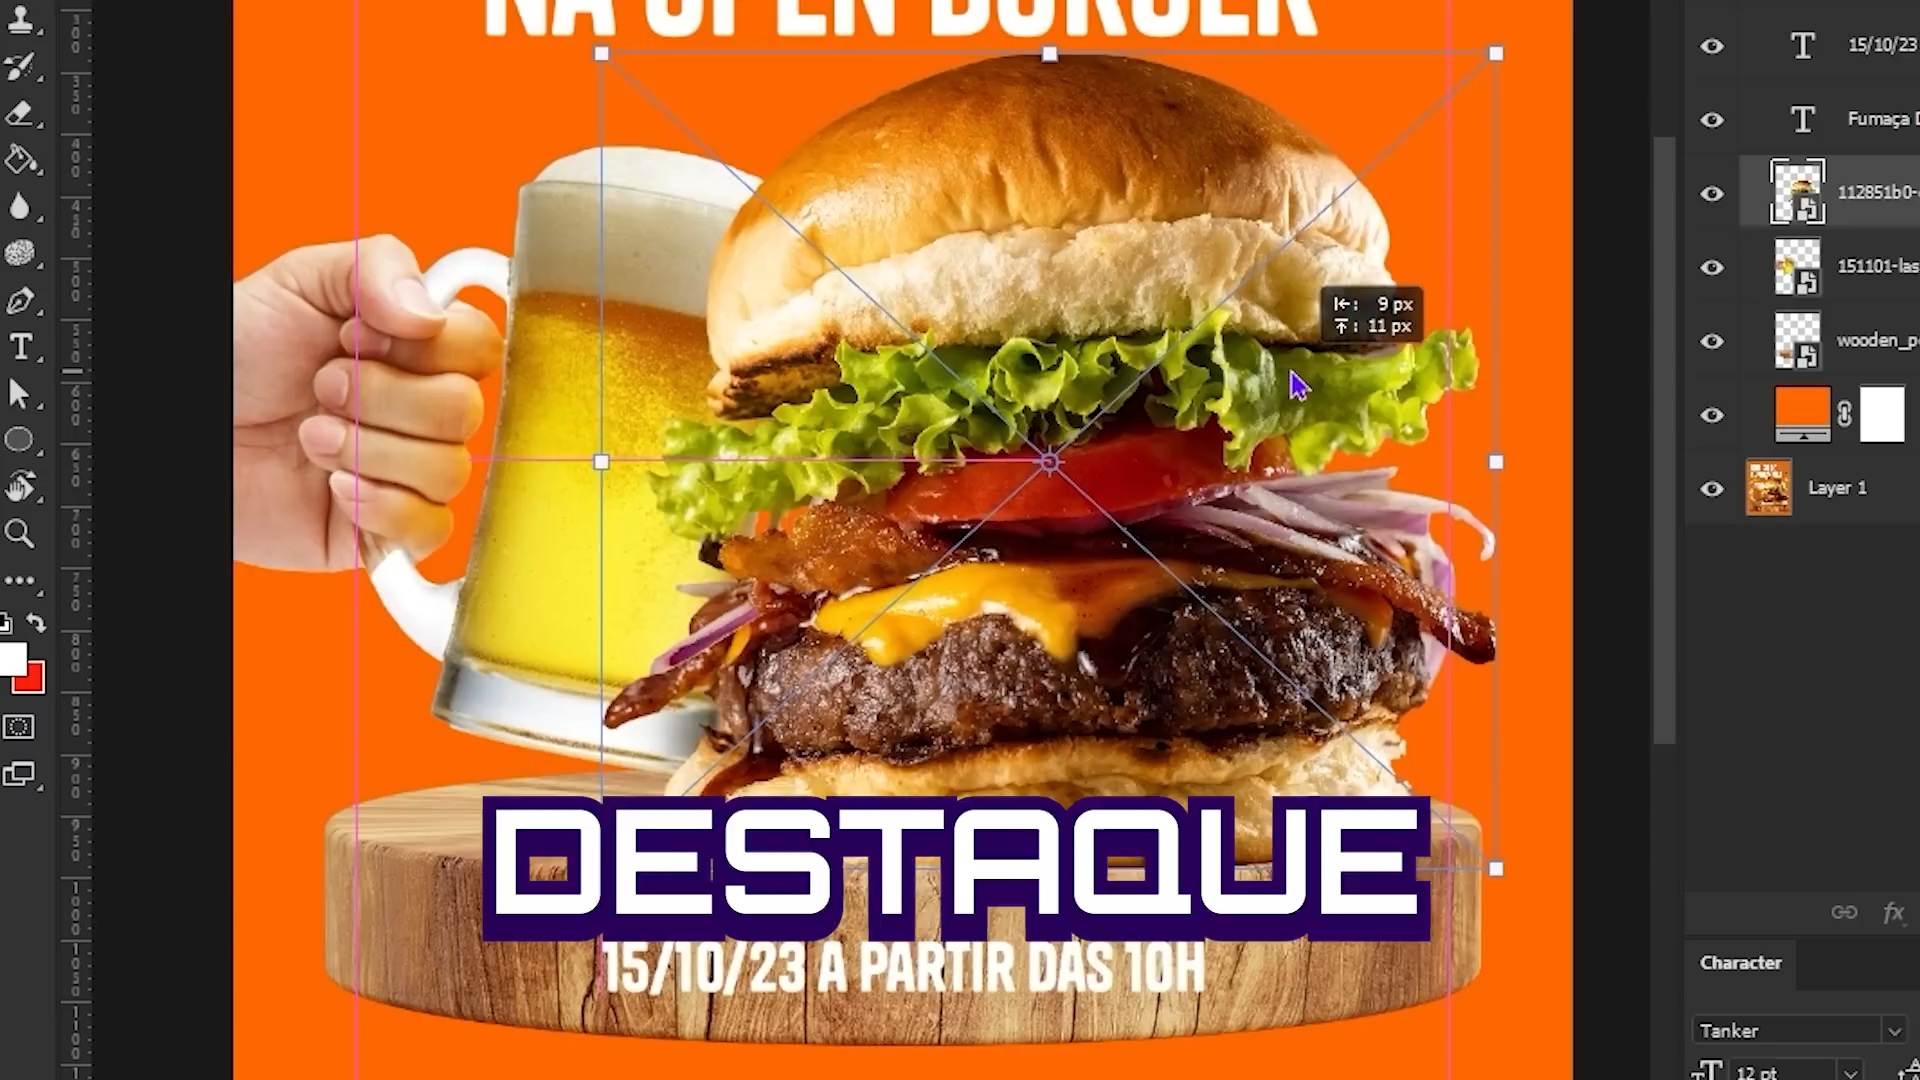 NA OPEN BURGER
15/10/23
Fumaça D
112851b0-
151101-las
wooden_p
Layer 1
9 px
11 px
DESTAQUE
15/10/23 A PARTIR DAS 10H
fx
Character
Tanker
12 pt